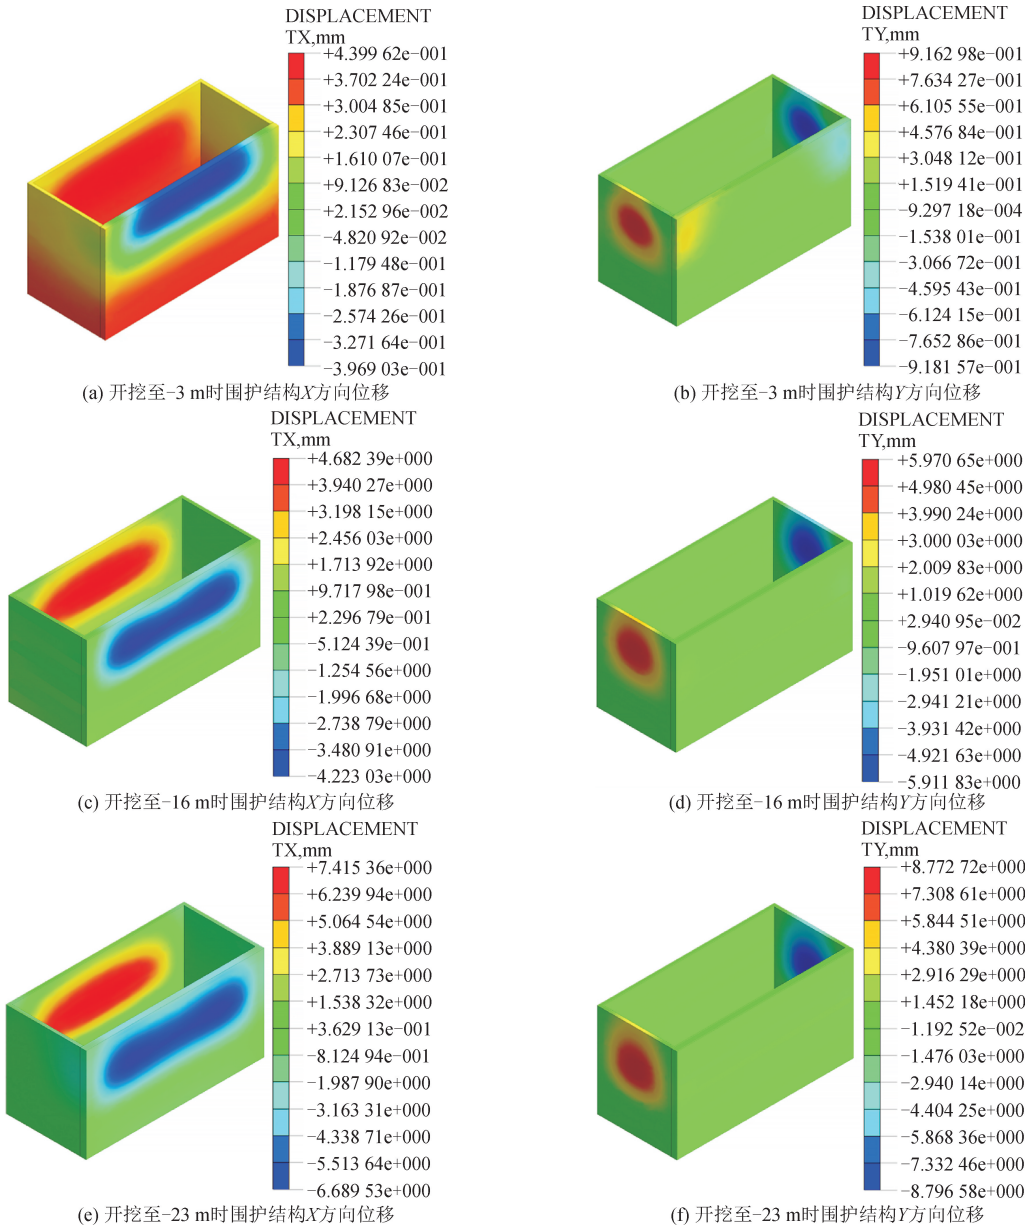 DISPLACEMENT
TX,mm
+4.399 62e-001
+3.702 24e-001
+3.004 85e-001
+2.307 46e-001
+1.610 07e-001
+9.126 83e-002
+2.152 96e-002
-4.820 92e-002
-1.179 48e-001
-1.876 87e-001
-2.574 26e-001
-3.271 64e-001
-3.969 03e-001
(a) 开挖至-3 m时围护结构X方向位移
DISPLACEMENT
TY,mm
+9.162 98e-001
+7.634 27e-001
+6.105 55e-001
+4.576 84e-001
+3.048 12e-001
+1.519 41e-001
-9.297 18e-004
-1.538 01e-001
-3.066 72e-001
-4.595 43e-001
-6.124 15e-001
-7.652 86e-001
-9.181 57e-001
(b) 开挖至-3 m时围护结构Y方向位移
DISPLACEMENT
TX,mm
+4.682 39e+000
+3.940 27e+000
+3.198 15e+000
+2.456 03e+000
+1.713 92e+000
+9.717 98e-001
+2.296 79e-001
-5.124 39e-001
-1.254 56e+000
-1.996 68e+000
-2.738 79e+000
-3.480 91e+000
-4.223 03e+000
(c) 开挖至-16 m时围护结构X方向位移
DISPLACEMENT
TY,mm
+5.970 65e+000
+4.980 45e+000
+3.990 24e+000
+3.000 03e+000
+2.009 83e+000
+1.019 62e+000
+2.940 95e-002
-9.607 97e-001
-1.951 01e+000
-2.941 21e+000
-3.931 42e+000
-4.921 63e+000
-5.911 83e+000
(d) 开挖至-16 m时围护结构Y方向位移
DISPLACEMENT
TX,mm
+7.415 36e+000
+6.239 94e+000
+5.064 54e+000
+3.889 13e+000
+2.713 73e+000
+1.538 32e+000
+3.629 13e-001
-8.124 94e-001
-1.987 90e+000
-3.163 31e+000
-4.338 71e+000
-5.513 64e+000
-6.689 53e+000
(e) 开挖至-23 m时围护结构X方向位移
DISPLACEMENT
TY,mm
+8.772 72e+000
+7.308 61e+000
+5.844 51e+000
+4.380 39e+000
+2.916 29e+000
+1.452 18e+000
-1.192 52e-002
-1.476 03e+000
-2.940 14e+000
-4.404 25e+000
-5.868 36e+000
-7.332 46e+000
-8.796 58e+000
(f) 开挖至-23 m时围护结构Y方向位移